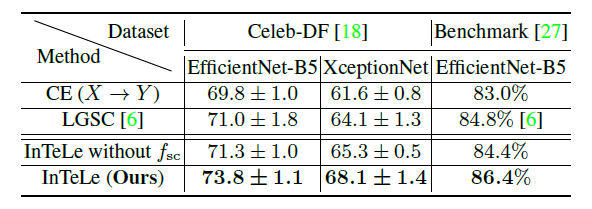 Dataset Celeb-DF [18] Benchmark [27]
Method EfficientNet-B5 XceptionNet EfficientNet-B5
CE (X → Y) 69.8 ± 1.0 61.6 ± 0.8 83.0%
LGSC [6] 71.0 ± 1.8 64.1 ± 1.3 84.8% [6]
InTeLe without fsc 71.3 ± 1.0 65.3 ± 0.5 84.4%
InTeLe (Ours) 73.8 ± 1.1 68.1 ± 1.4 86.4%